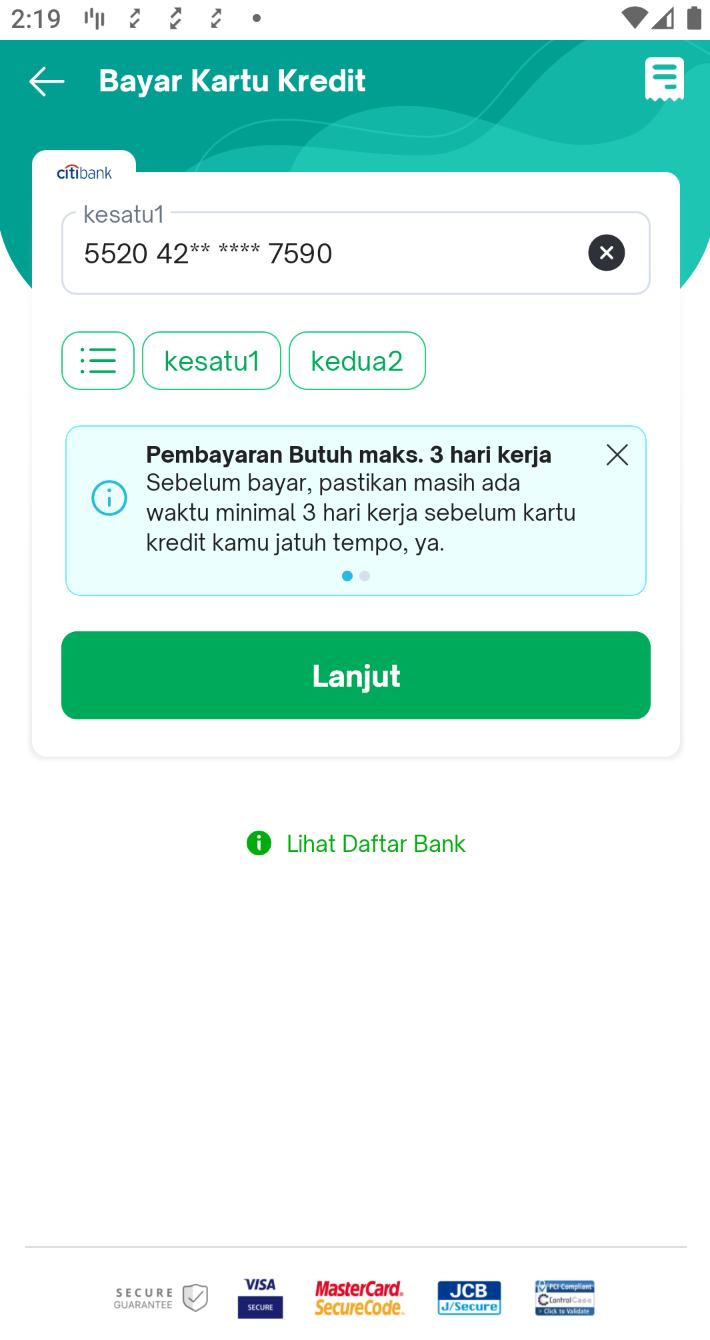 2:19
Bayar Kartu Kredit
citibank
kesatu1
5520 42** **** 7590
kesatu1
kedua2
Pembayaran Butuh maks. 3 hari kerja
Sebelum bayar, pastikan masih ada
waktu minimal 3 hari kerja sebelum kartu
kredit kamu jatuh tempo, ya.
Lanjut
Lihat Daftar Bank
SECURE
GUARANTEE
VISA
SECURE
MasterCard.
SecureCode.
JCB
J/Secure
PCI Compliant
ControlCase
Click to Validate